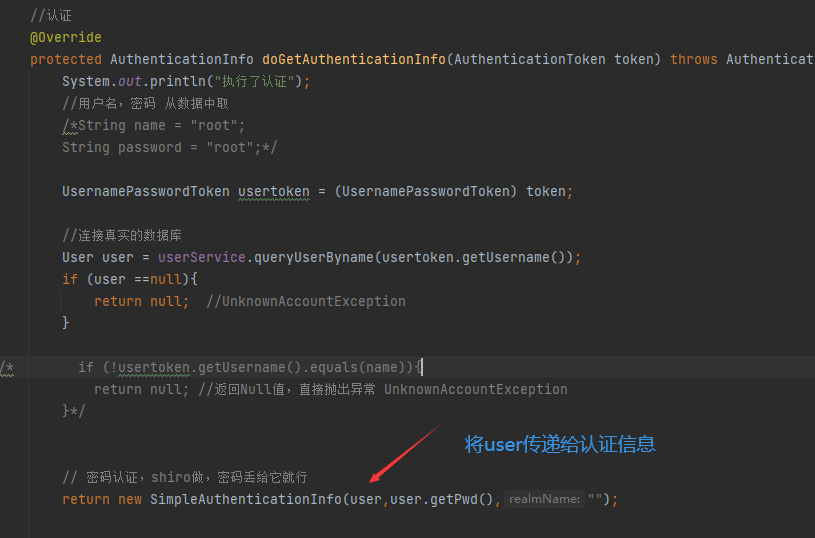 //认证
@Override
protected AuthenticationInfo doGetAuthenticationInfo(AuthenticationToken token) throws Authenticat
System.out.println("执行了认证");
//用户名，密码 从数据中取
/*String name = "root";
String password = "root";*/
UsernamePasswordToken usertoken = (UsernamePasswordToken) token;
//连接真实的数据库
User user = userService.queryUserByname(usertoken.getUsername());
if (user ==null){
return null; //UnknownAccountException
}
/* if (!usertoken.getUsername().equals(name)){
return null; //返回Null值，直接抛出异常 UnknownAccountException
}*/
将user传递给认证信息
// 密码认证，shiro做，密码丢给它就行
return new SimpleAuthenticationInfo(user,user.getPwd(), realmName: "");